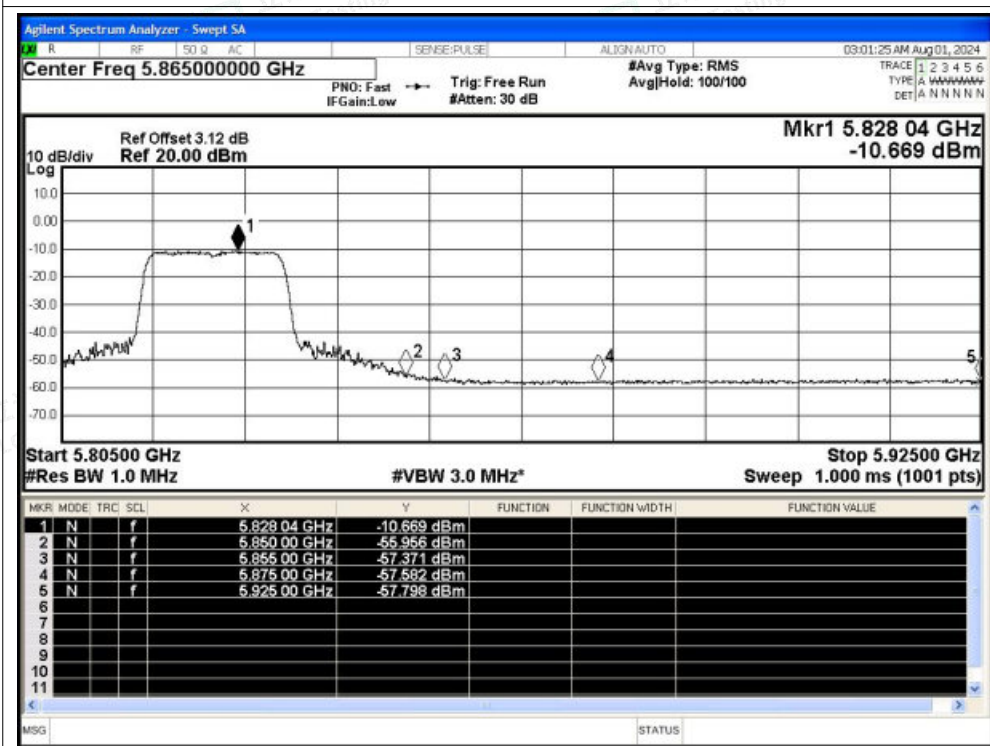 Agilent Spectrum Analyzer - Swept SA
R RF 50 Ω AC SENSE:PULSE ALIGN AUTO 03:01:25 AM Aug 01, 2024
Center Freq 5.865000000 GHz #Avg Type: RMS TRACE 1 2 3 4 5 6
PNO: Fast Trig: Free Run Avg|Hold: 100/100 TYPE A
IFGain:Low #Atten: 30 dB DET A N N N N N
Mkr1 5.828 04 GHz
Ref Offset 3.12 dB
10 dB/div Ref 20.00 dBm -10.669 dBm
Log
10.0
0.00
1
-10.0
-20.0
-30.0
-40.0
2 3 4 5
-50.0
-60.0
-70.0
Start 5.80500 GHz Stop 5.92500 GHz
#Res BW 1.0 MHz #VBW 3.0 MHz* Sweep 1.000 ms (1001 pts)
MKR MODE TRC SCL X Y FUNCTION FUNCTION WIDTH FUNCTION VALUE
1 N f 5.828 04 GHz -10.669 dBm
2 N f 5.850 00 GHz -55.956 dBm
3 N f 5.855 00 GHz -57.371 dBm
4 N f 5.875 00 GHz -57.582 dBm
5 N f 5.925 00 GHz -57.798 dBm
6
7
8
9
10
11
MSG STATUS